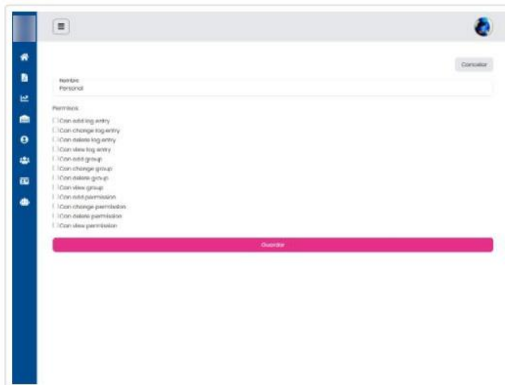 Cancelar
Nombre
Personal
Permisos:
Can add log entry
Can change log entry
Can delete log entry
Can view log entry
Can add group
Can change group
Can delete group
Can view group
Can add permission
Can change permission
Can delete permission
Can view permission
Guardar